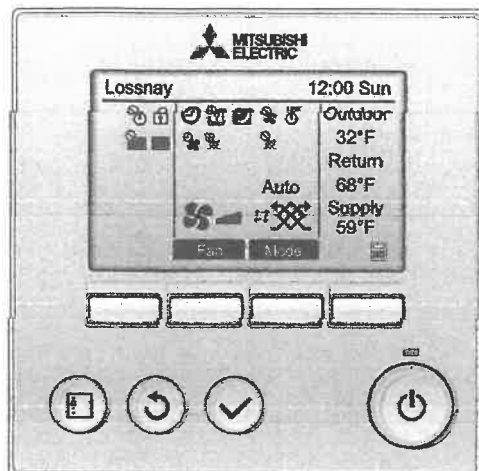 MITSUBISHI
ELECTRIC
Lossnay 12:00 Sun
Outdoor
32°F
Return
68°F
Auto
Supply
59°F
Fan Mode